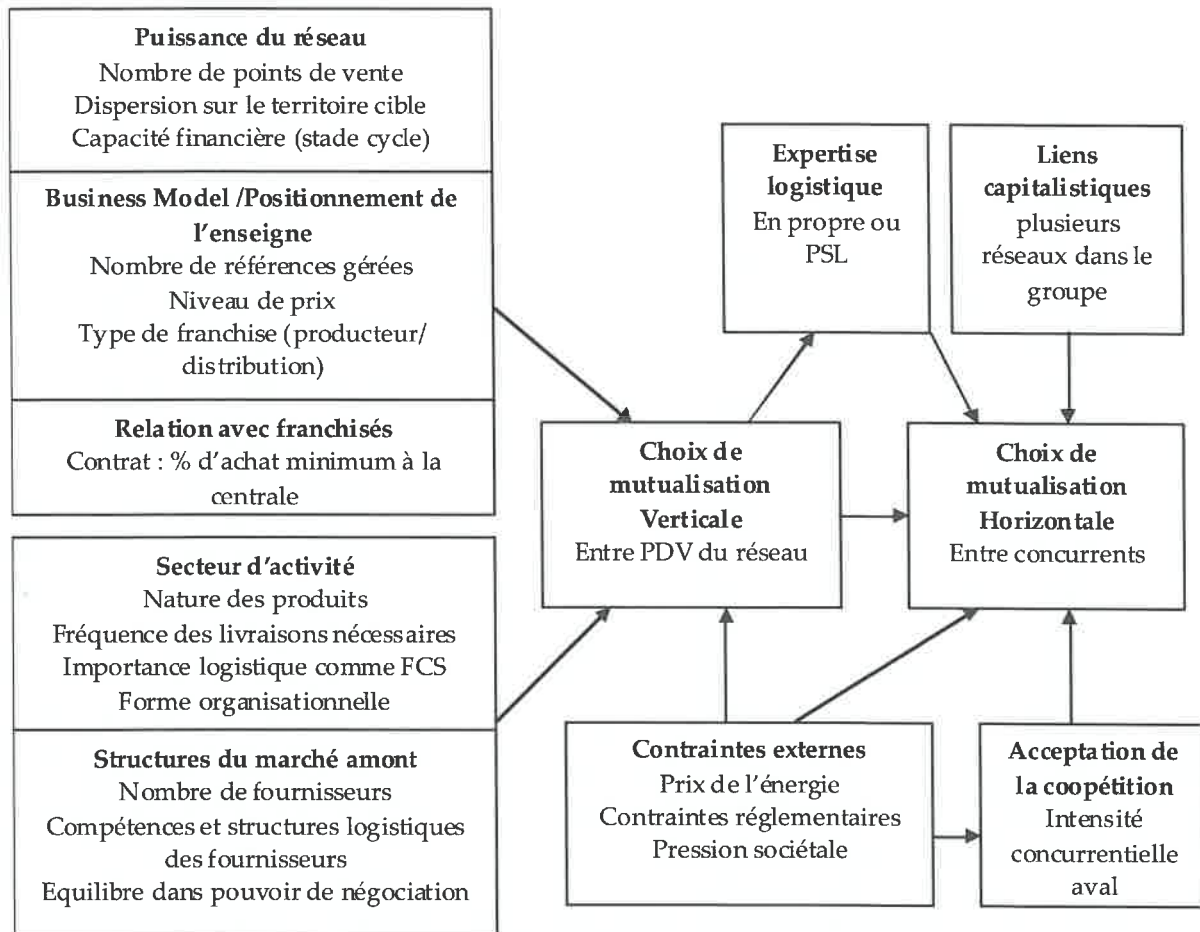 Puissance du réseau
Nombre de points de vente
Dispersion sur le territoire cible
Capacité financière (stade cycle)
Business Model /Positionnement de
l'enseigne
Nombre de références gérées
Niveau de prix
Type de franchise (producteur/
distribution)
Relation avec franchisés
Contrat : % d'achat minimum à la
centrale
Secteur d'activité
Nature des produits
Fréquence des livraisons nécessaires
Importance logistique comme FCS
Forme organisationnelle
Structures du marché amont
Nombre de fournisseurs
Compétences et structures logistiques
des fournisseurs
Equilibre dans pouvoir de négociation
Expertise
logistique
En propre ou
PSL
Liens
capitalistiques
plusieurs
réseaux dans le
groupe
Choix de
mutualisation
Verticale
Entre PDV du réseau
Choix de
mutualisation
Horizontale
Entre concurrents
Contraintes externes
Prix de l'énergie
Contraintes réglementaires
Pression sociétale
Acceptation de
la coopétition
Intensité
concurrentielle
aval